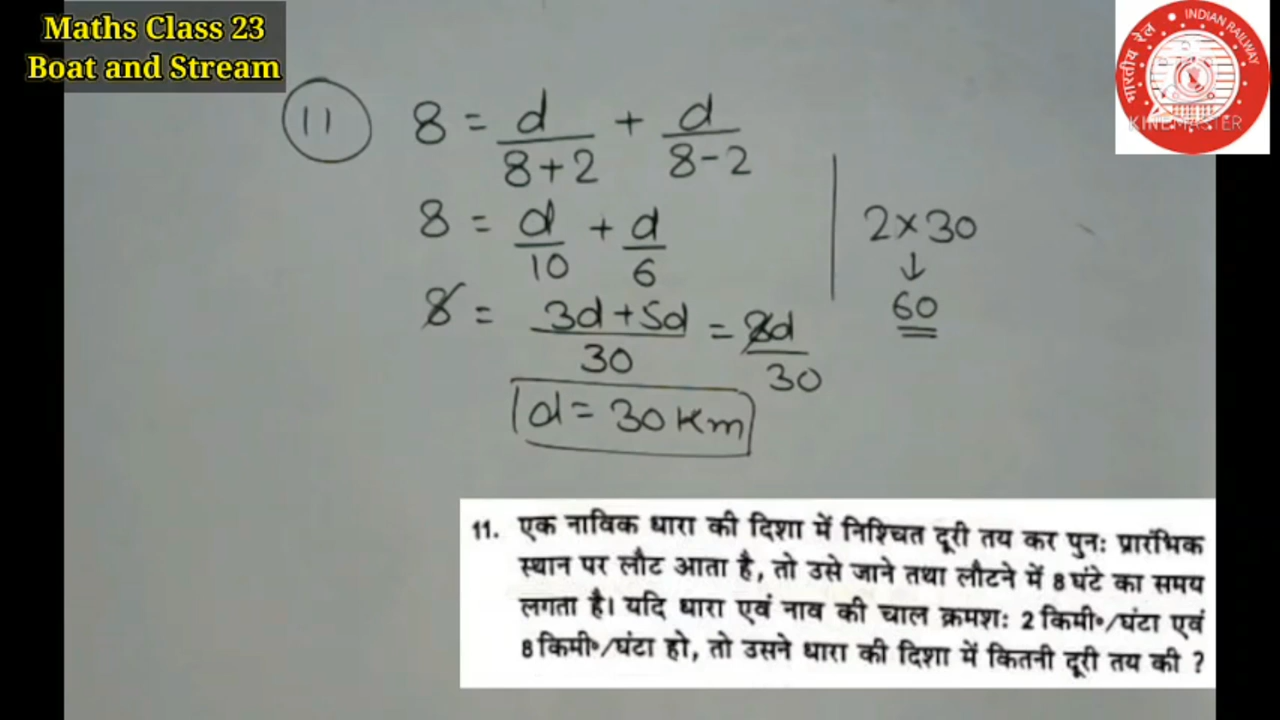 Maths Class 23
Boat and Stream
भारतीय रेल INDIAN RAILWAY
KINEMASTER
11 8 = d/(8+2) + d/(8-2)
8 = d/10 + d/6
8 = (3d+5d)/30 = 8d/30
d = 30 Km
2×30
↓
60
11. एक नाविक धारा की दिशा में निश्चित दूरी तय कर पुनः प्रारंभिक
स्थान पर लौट आता है, तो उसे जाने तथा लौटने में 8 घंटे का समय
लगता है। यदि धारा एवं नाव की चाल क्रमशः 2 किमी॰/घंटा एवं
8 किमी॰/घंटा हो, तो उसने धारा की दिशा में कितनी दूरी तय की ?